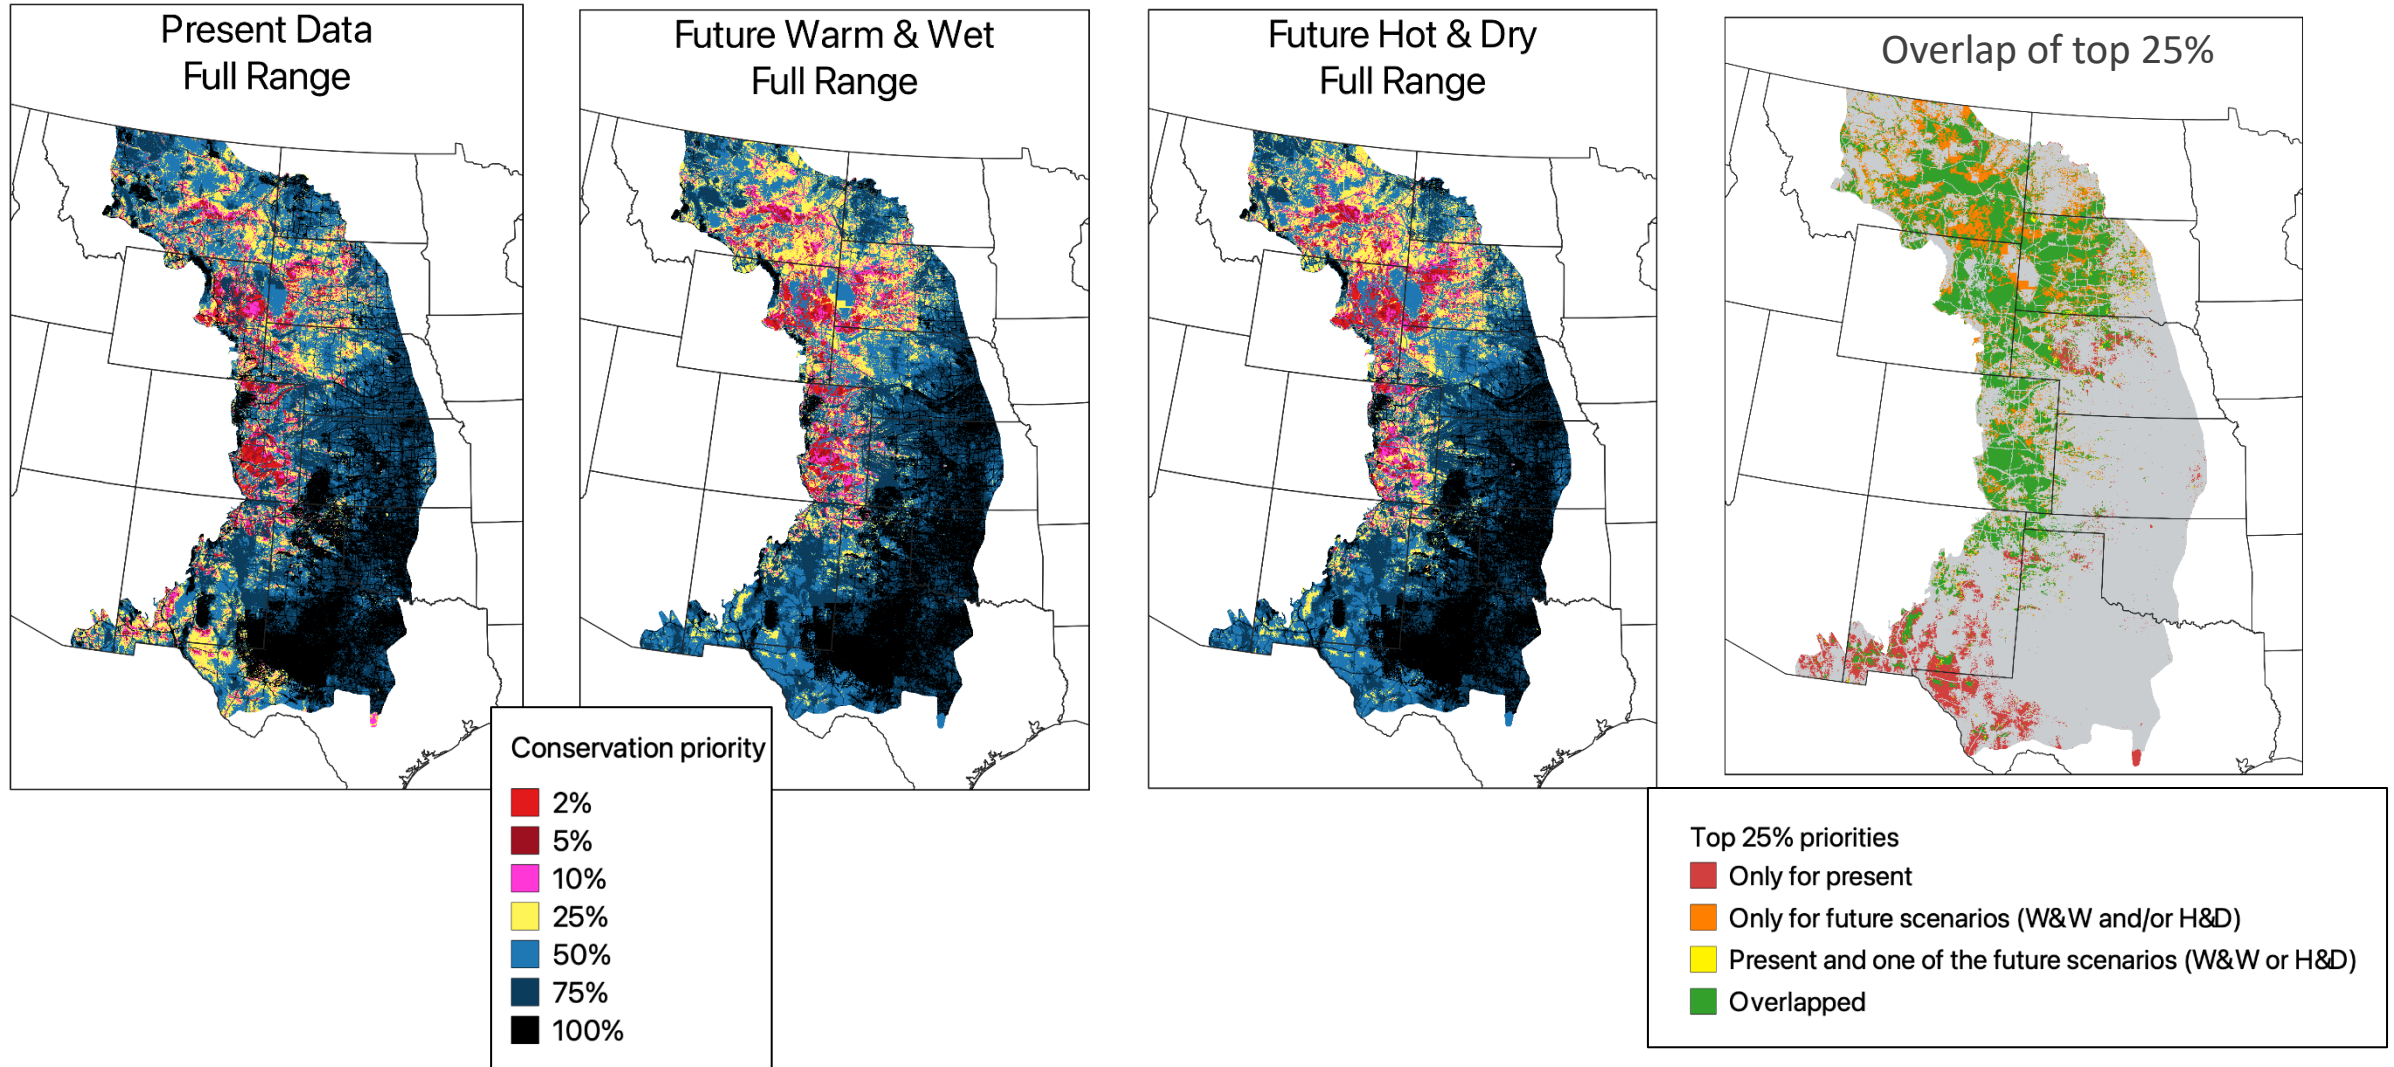 Present Data
Full Range
Future Warm & Wet
Full Range
Future Hot & Dry
Full Range
Overlap of top 25%
Conservation priority
2%
5%
10%
25%
50%
75%
100%
Top 25% priorities
Only for present
Only for future scenarios (W&W and/or H&D)
Present and one of the future scenarios (W&W or H&D)
Overlapped